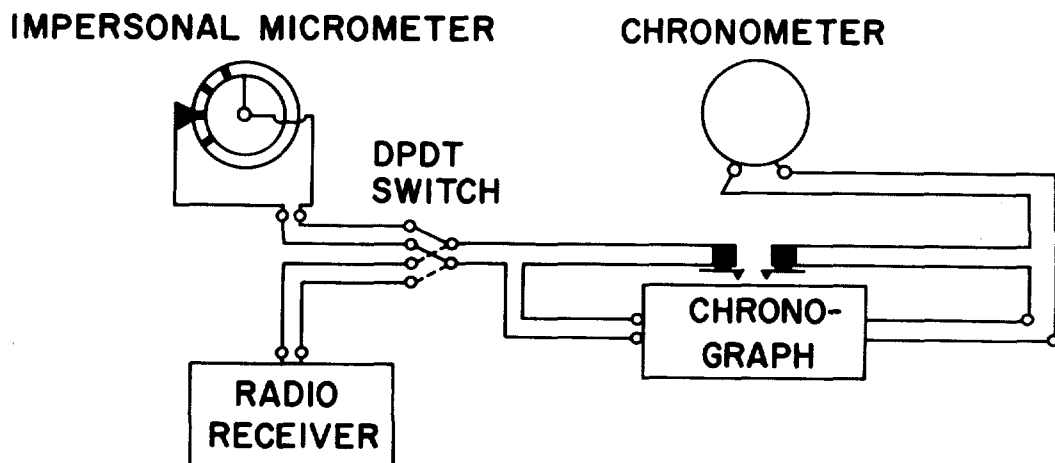 IMPERSONAL MICROMETER
CHRONOMETER
DPDT
SWITCH
CHRONO-
GRAPH
RADIO
RECEIVER